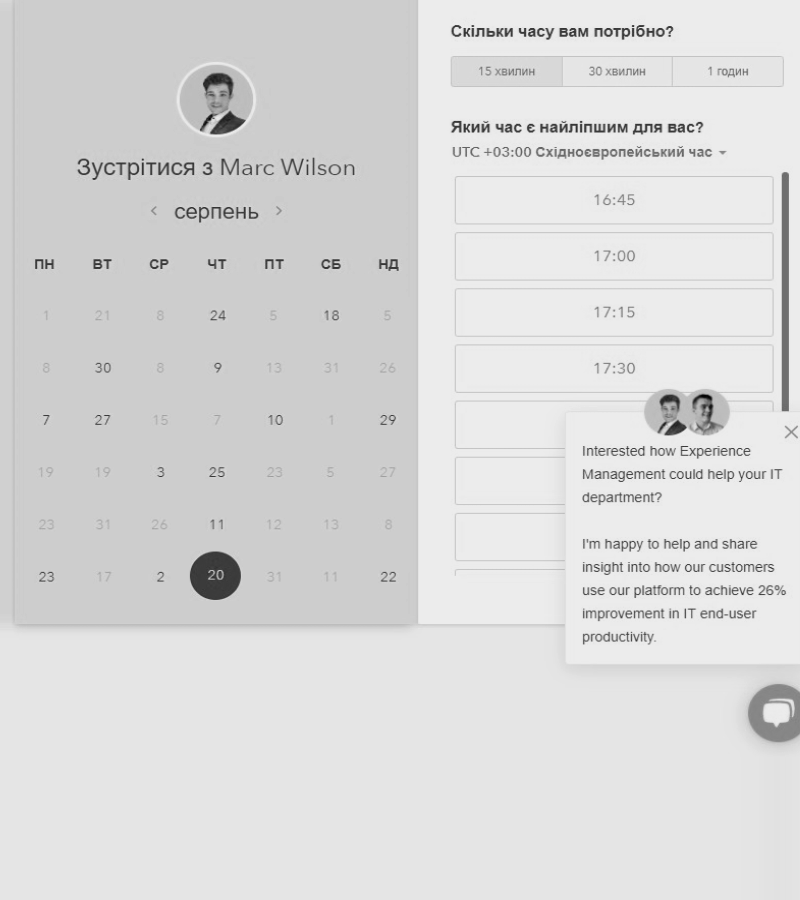 Зустрітися з Marc Wilson
серпень
ПН ВТ СР ЧТ ПТ СБ НД
1 21 8 24 5 18 5
8 30 8 9 13 31 26
7 27 15 7 10 1 29
19 19 3 25 23 5 27
23 31 26 11 12 13 8
23 17 2 20 31 11 22
Скільки часу вам потрібно?
15 хвилин 30 хвилин 1 годин
Який час є найліпшим для вас?
UTC +03:00 Східноєвропейський час
16:45
17:00
17:15
17:30
Interested how Experience
Management could help your IT
department?
I'm happy to help and share
insight into how our customers
use our platform to achieve 26%
improvement in IT end-user
productivity.